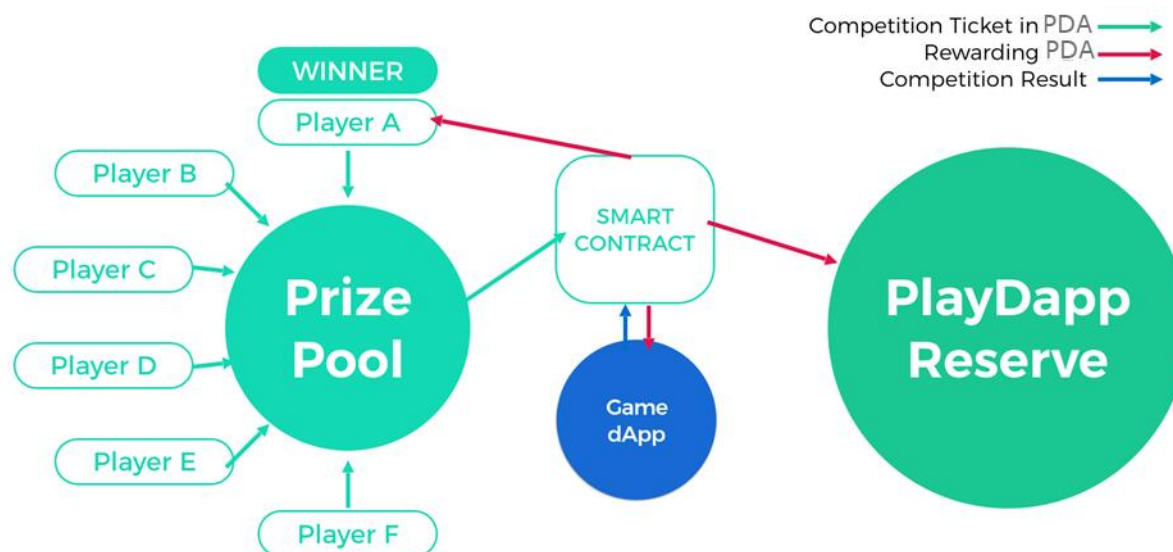 Competition Ticket in PDA
Rewarding PDA
Competition Result
WINNER
Player A
Player B
Player C
Player D
Player E
Player F
Prize
Pool
SMART
CONTRACT
Game
dApp
PlayDapp
Reserve